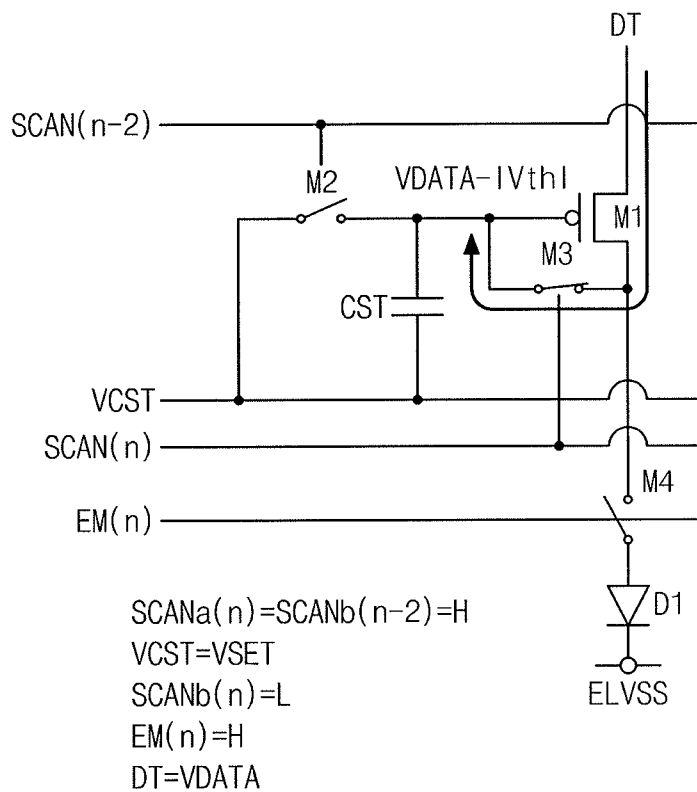 DT
SCAN(n-2)
M2
VDATA-IVthI
M1
M3
CST
VCST
SCAN(n)
M4
EM(n)
D1
SCANa(n)=SCANb(n-2)=H
VCST=VSET
ELVSS
SCANb(n)=L
EM(n)=H
DT=VDATA